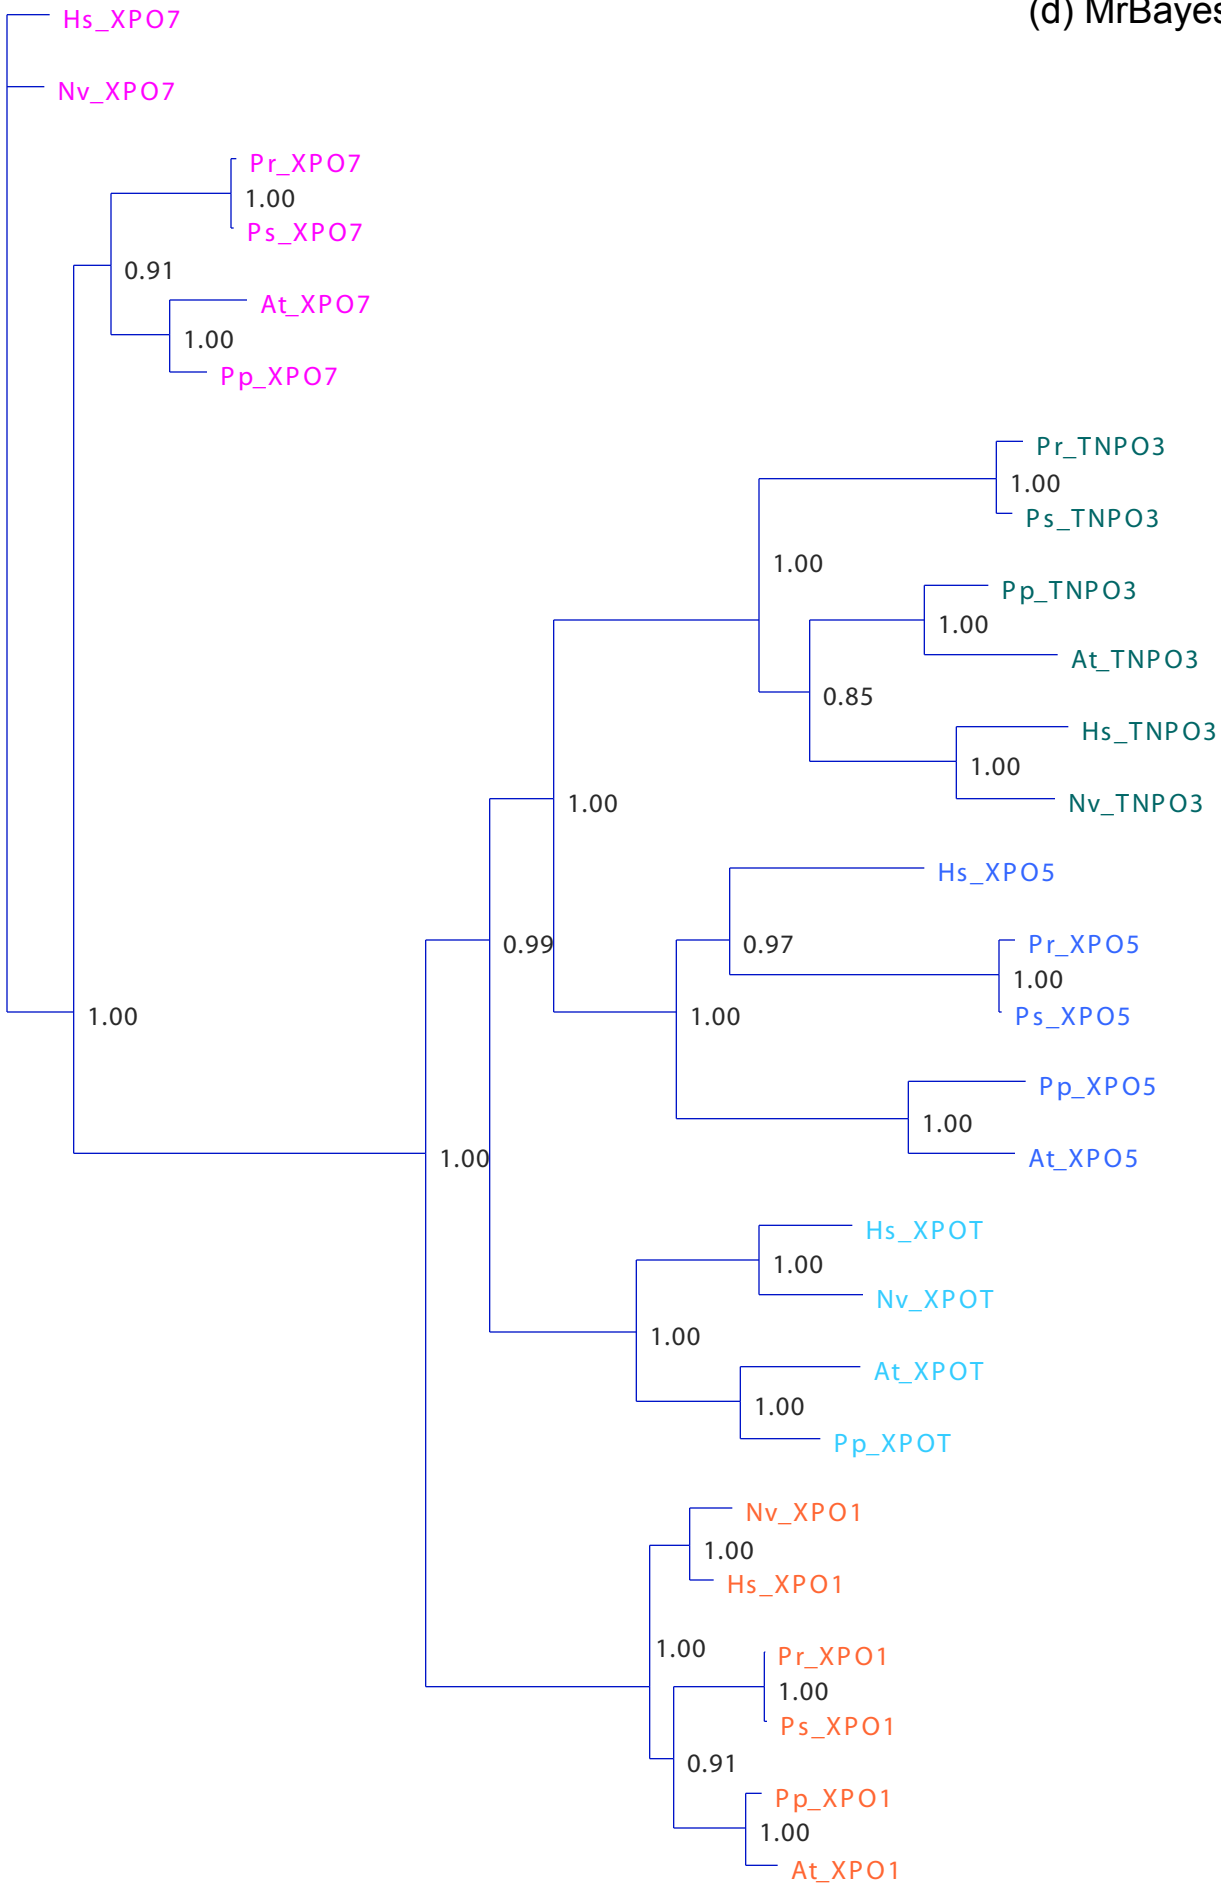 (d) MrBayes
Hs_XPO7
Nv_XPO7
Pr_XPO7
1.00
Ps_XPO7
0.91
At_XPO7
1.00
Pp_XPO7
Pr_TNPO3
1.00
Ps_TNPO3
1.00
Pp_TNPO3
1.00
At_TNPO3
0.85
Hs_TNPO3
1.00
Nv_TNPO3
1.00
Hs_XPO5
0.99
0.97
Pr_XPO5
1.00
Ps_XPO5
1.00
1.00
Pp_XPO5
1.00
At_XPO5
1.00
Hs_XPOT
1.00
Nv_XPOT
1.00
At_XPOT
1.00
Pp_XPOT
Nv_XPO1
1.00
Hs_XPO1
1.00
Pr_XPO1
1.00
Ps_XPO1
0.91
Pp_XPO1
1.00
At_XPO1